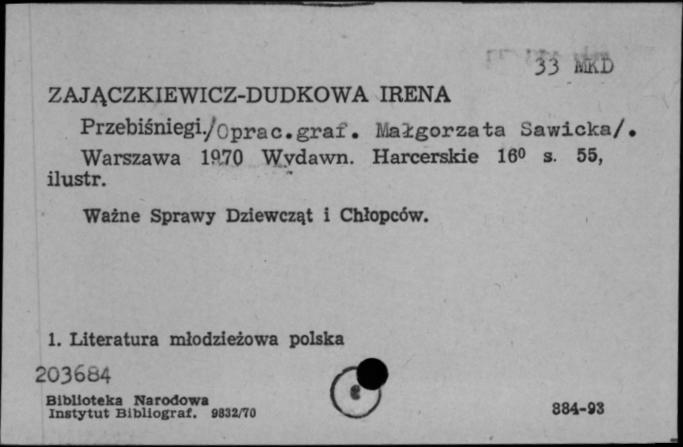 33 MKD
ZAJĄCZKIEWICZ-DUDKOWA IRENA
Przebiśniegi./Oprac.graf. Małgorzata Sawicka/.
Warszawa 1970 Wydawn. Harcerskie 16⁰ s. 55,
ilustr.
Ważne Sprawy Dziewcząt i Chłopców.
1. Literatura młodzieżowa polska
203684
Biblioteka Narodowa
Instytut Bibliograf. 9832/70
884-93